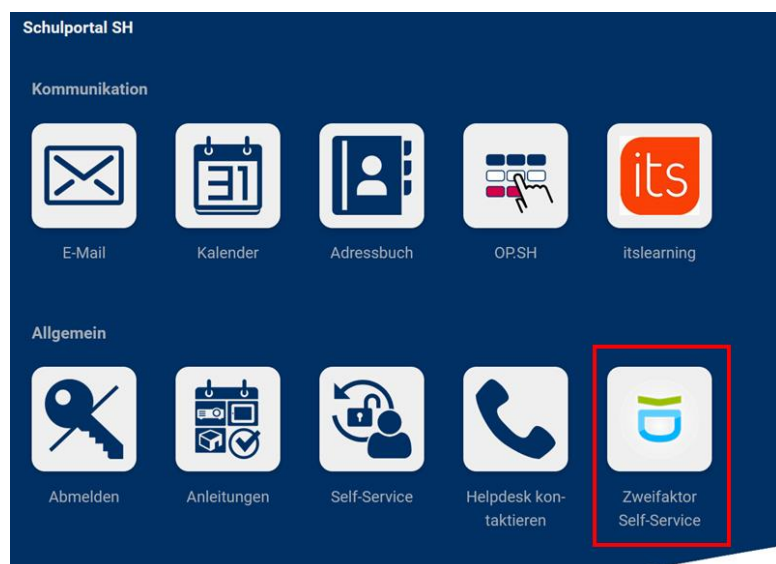 Schulportal SH
Kommunikation
31
its
E-Mail
Kalender
Adressbuch
OP.SH
itslearning
Allgemein
Abmelden
Anleitungen
Self-Service
Helpdesk kon-
taktieren
Zweifaktor
Self-Service